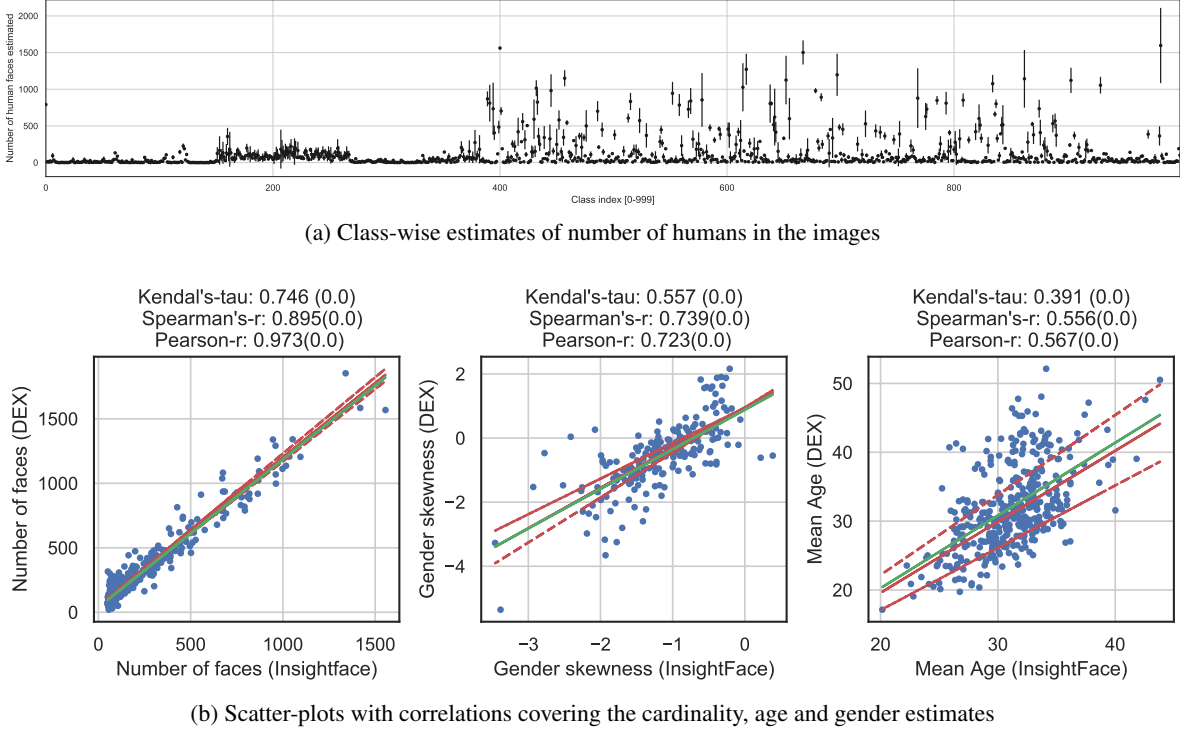 Number of human faces estimated
2000
1500
1000
500
0
0 200 400 600 800
Class index [0-999]
(a) Class-wise estimates of number of humans in the images
Kendal's-tau: 0.746 (0.0)
Spearman's-r: 0.895(0.0)
Pearson-r: 0.973(0.0)
Number of faces (DEX)
1500
1000
500
0
0 500 1000 1500
Number of faces (Insightface)
Kendal's-tau: 0.557 (0.0)
Spearman's-r: 0.739(0.0)
Pearson-r: 0.723(0.0)
Gender skewness (DEX)
2
0
−2
−4
−3 −2 −1 0
Gender skewness (InsightFace)
Kendal's-tau: 0.391 (0.0)
Spearman's-r: 0.556(0.0)
Pearson-r: 0.567(0.0)
Mean Age (DEX)
50
40
30
20
20 30 40
Mean Age (InsightFace)
(b) Scatter-plots with correlations covering the cardinality, age and gender estimates